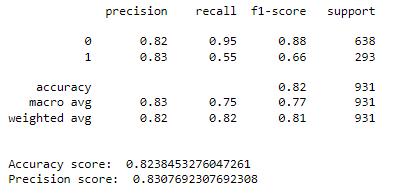 precision recall f1-score support
0 0.82 0.95 0.88 638
1 0.83 0.55 0.66 293
accuracy 0.82 931
macro avg 0.83 0.75 0.77 931
weighted avg 0.82 0.82 0.81 931
Accuracy score: 0.8238453276047261
Precision score: 0.8307692307692308